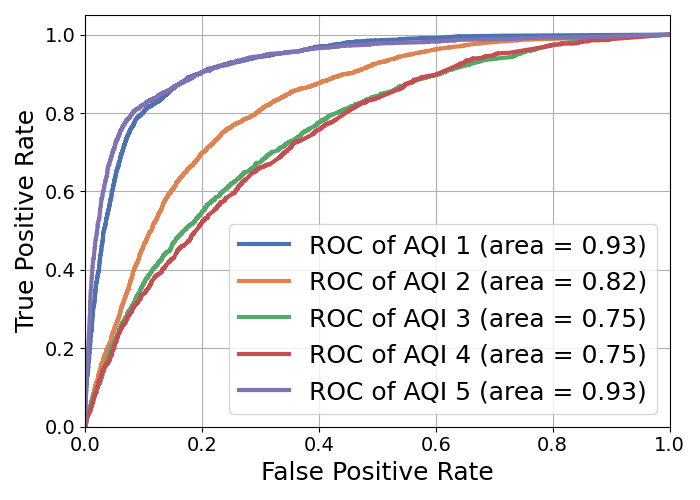 1.0
0.8
0.6
0.4
0.2
0.0
True Positive Rate
ROC of AQI 1 (area = 0.93)
ROC of AQI 2 (area = 0.82)
ROC of AQI 3 (area = 0.75)
ROC of AQI 4 (area = 0.75)
ROC of AQI 5 (area = 0.93)
0.0 0.2 0.4 0.6 0.8 1.0
False Positive Rate